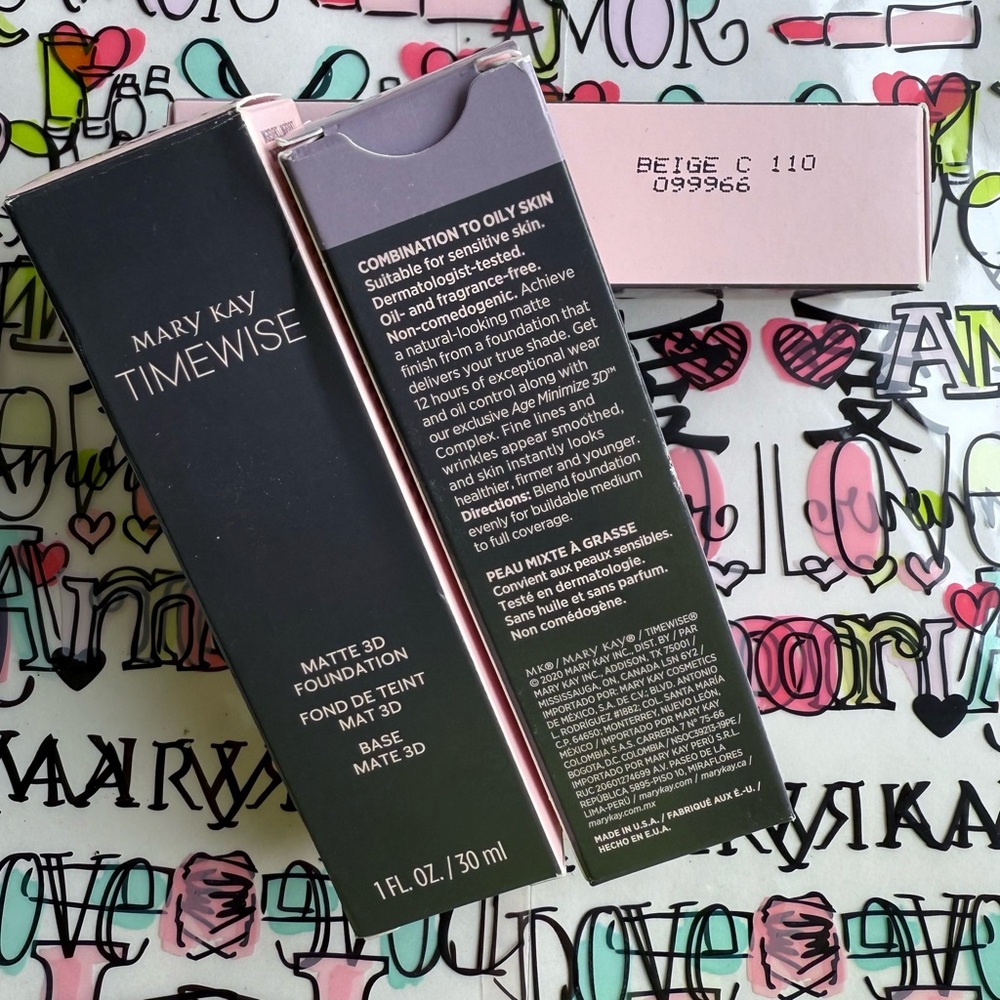 AMOR
BEIGE C 110
099966
MARY KAY
TIMEWISE
MATTE 3D
FOUNDATION
FOND DE TEINT
MAT 3D
BASE
MATE 3D
1 FL. OZ. / 30 ml
COMBINATION TO OILY SKIN
Suitable for sensitive skin.
Dermatologist-tested.
Oil- and fragrance-free.
Non-comedogenic. Achieve
a natural-looking matte
finish from a foundation that
delivers your true shade. Get
12 hours of exceptional wear
and oil control along with
our exclusive Age Minimize 3D™
Complex. Fine lines and
wrinkles appear smoothed,
and skin instantly looks
healthier, firmer and younger.
Directions: Blend foundation
evenly for buildable medium
to full coverage.
PEAU MIXTE À GRASSE
Convient aux peaux sensibles.
Testé en dermatologie.
Sans huile et sans parfum.
Non comédogène.
MK® / MARY KAY® / TIMEWISE®
© 2020 MARY KAY INC. DIST. BY / PAR
MARY KAY INC., ADDISON, TX 75001 /
MISSISSAUGA, ON, CANADA L5N 6Y2 /
IMPORTADO POR: MARY KAY COSMETICS
DE MÉXICO, S.A. DE C.V.; BLVD. ANTONIO
L. RODRÍGUEZ #1882; COL. SANTA MARÍA
C.P. 64650; MONTERREY, NUEVO LEÓN,
MÉXICO / IMPORTADO POR MARY KAY
COLOMBIA S.A.S. CARRERA 7 N° 75-66
BOGOTA, D.C. COLOMBIA / NSOC39213-19PE /
IMPORTADO POR MARY KAY PERÚ S.R.L.
RUC 20601274699 A.V. PASEO DE LA
REPÚBLICA 5895-PISO 10, MIRAFLORES
LIMA-PERÚ / marykay.com / marykay.ca /
marykay.com.mx
MADE IN U.S.A. / FABRIQUÉ AUX É.-U. /
HECHO EN E.U.A.